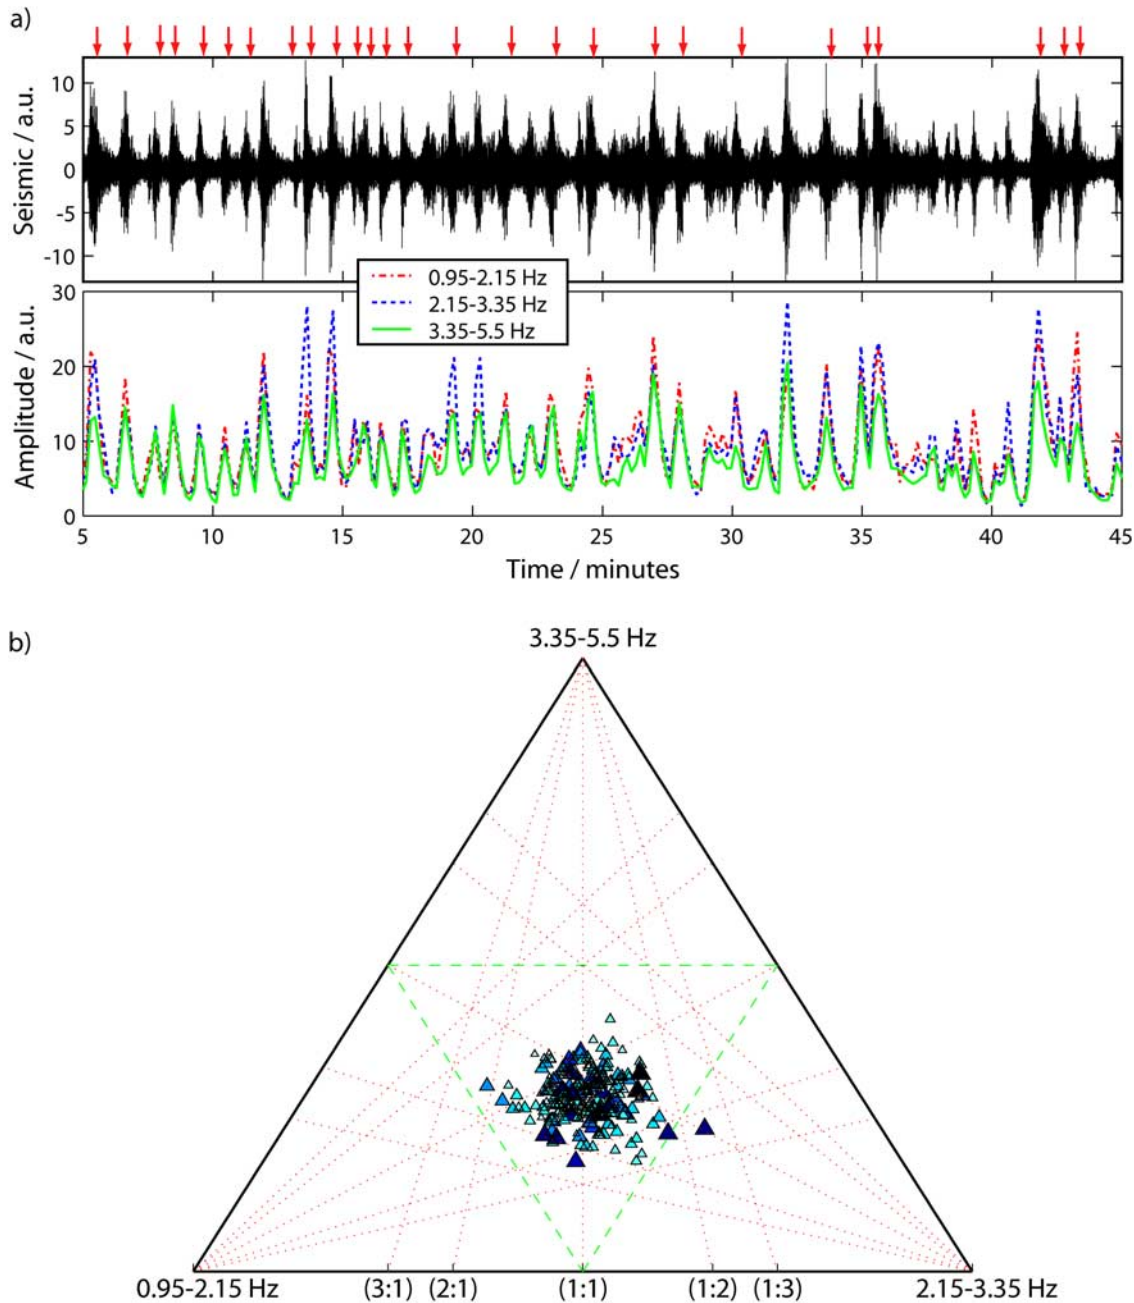 a)
Seismic / a.u.
10
5
0
-5
-10
0.95-2.15 Hz
2.15-3.35 Hz
3.35-5.5 Hz
Amplitude / a.u.
30
20
10
0
5 10 15 20 25 30 35 40 45
Time / minutes
b)
3.35-5.5 Hz
0.95-2.15 Hz (3:1) (2:1) (1:1) (1:2) (1:3) 2.15-3.35 Hz